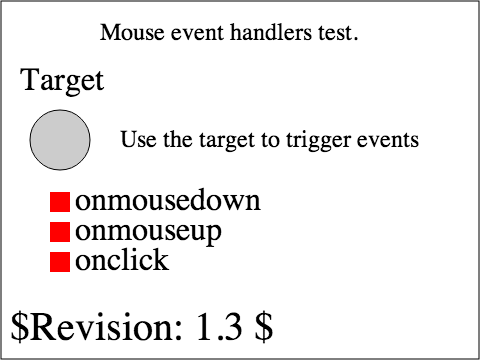 Mouse event handlers test.
Target
Use the target to trigger events
onmousedown
onmouseup
onclick
$Revision: 1.3 $